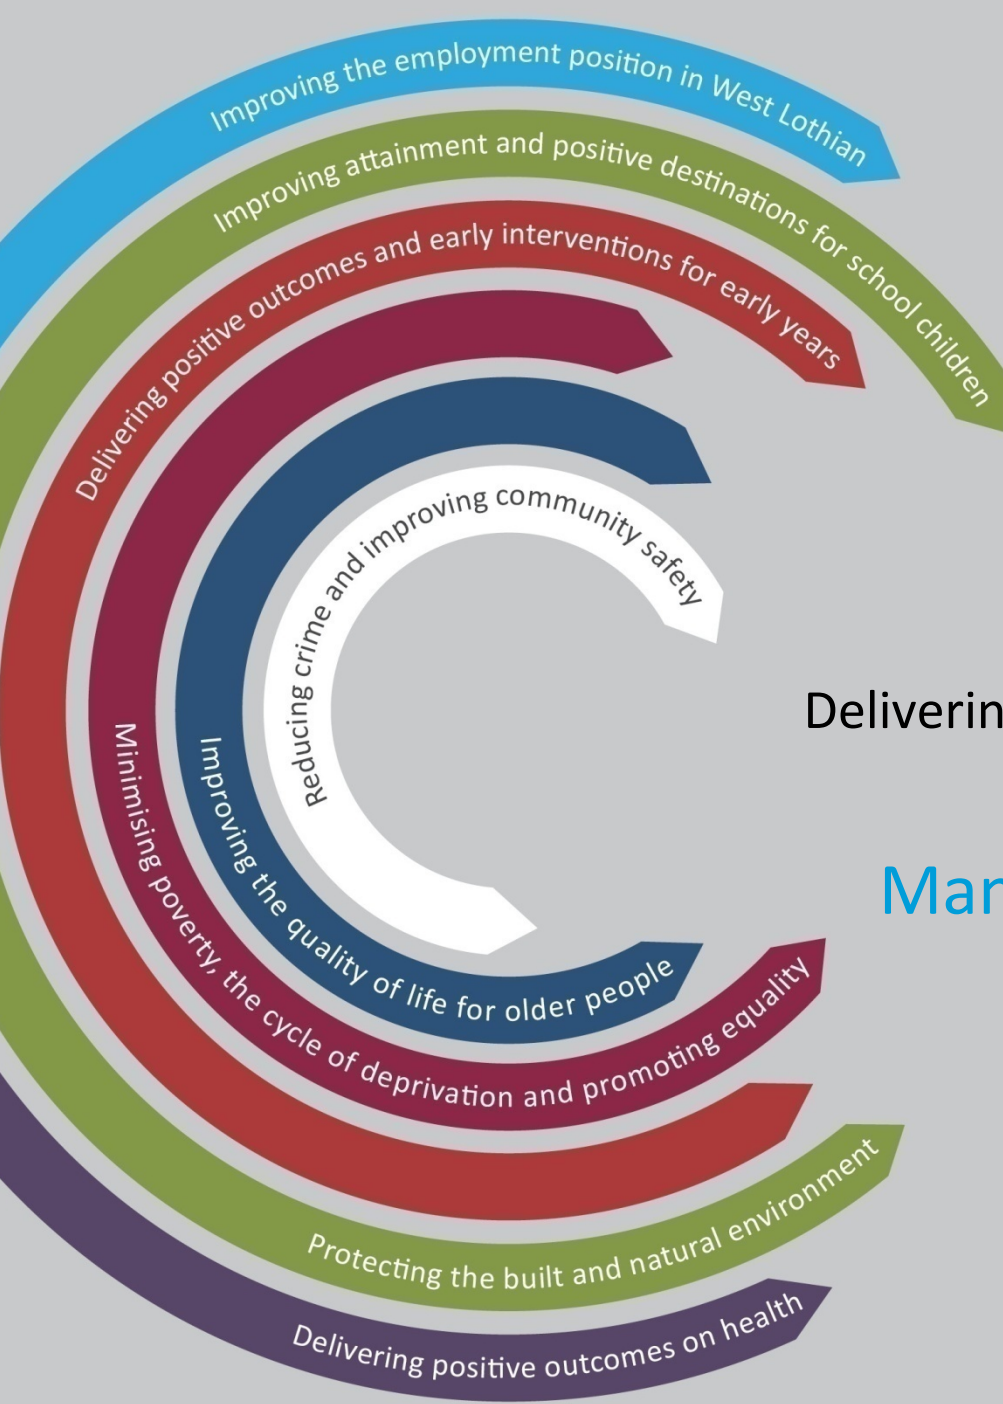 Improving the employment position in West Lothian
Improving attainment and positive destinations for school children
Delivering positive outcomes and early interventions for early years
Reducing crime and improving community safety
Improving the quality of life for older people
Minimising poverty, the cycle of deprivation and promoting equality
Protecting the built and natural environment
Delivering positive outcomes on health
Deliverin
Man